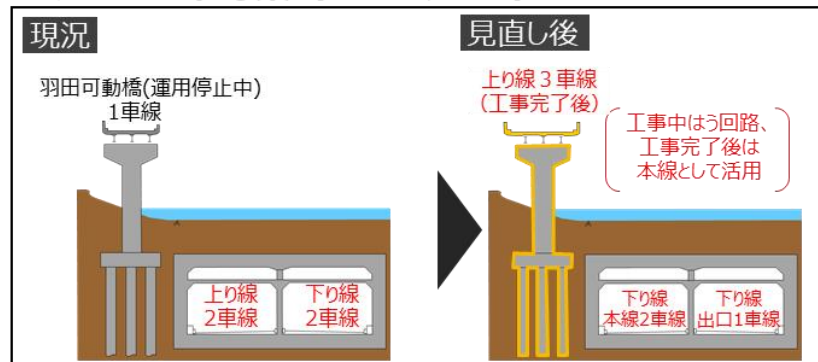 現況
羽田可動橋(運用停止中)
1車線
上り線
2車線
下り線
2車線
見直し後
上り線3車線
(工事完了後)
工事中はう回路、
工事完了後は
本線として活用
下り線
本線2車線
下り線
出口1車線